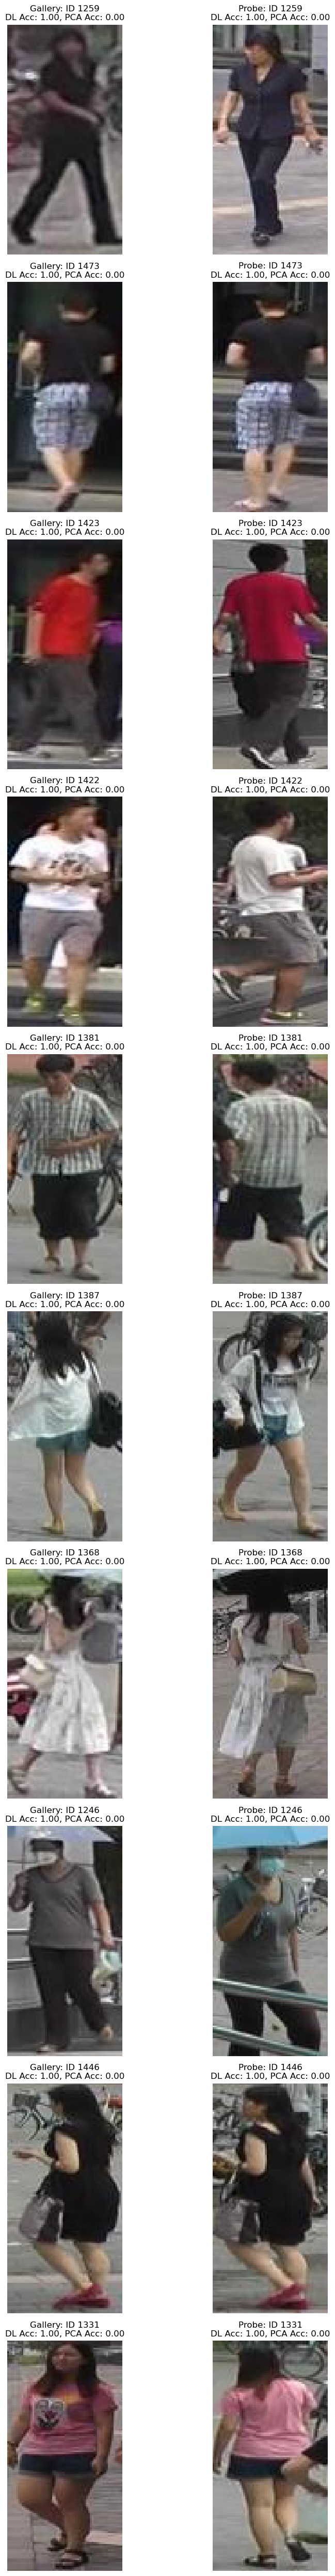 Gallery: ID 1259
DL Acc: 1.00, PCA Acc: 0.00
Probe: ID 1259
DL Acc: 1.00, PCA Acc: 0.00
Gallery: ID 1473
DL Acc: 1.00, PCA Acc: 0.00
Probe: ID 1473
DL Acc: 1.00, PCA Acc: 0.00
Gallery: ID 1423
DL Acc: 1.00, PCA Acc: 0.00
Probe: ID 1423
DL Acc: 1.00, PCA Acc: 0.00
Gallery: ID 1422
DL Acc: 1.00, PCA Acc: 0.00
Probe: ID 1422
DL Acc: 1.00, PCA Acc: 0.00
Gallery: ID 1381
DL Acc: 1.00, PCA Acc: 0.00
Probe: ID 1381
DL Acc: 1.00, PCA Acc: 0.00
Gallery: ID 1387
DL Acc: 1.00, PCA Acc: 0.00
Probe: ID 1387
DL Acc: 1.00, PCA Acc: 0.00
Gallery: ID 1368
DL Acc: 1.00, PCA Acc: 0.00
Probe: ID 1368
DL Acc: 1.00, PCA Acc: 0.00
Gallery: ID 1246
DL Acc: 1.00, PCA Acc: 0.00
Probe: ID 1246
DL Acc: 1.00, PCA Acc: 0.00
Gallery: ID 1446
DL Acc: 1.00, PCA Acc: 0.00
Probe: ID 1446
DL Acc: 1.00, PCA Acc: 0.00
Gallery: ID 1331
DL Acc: 1.00, PCA Acc: 0.00
Probe: ID 1331
DL Acc: 1.00, PCA Acc: 0.00